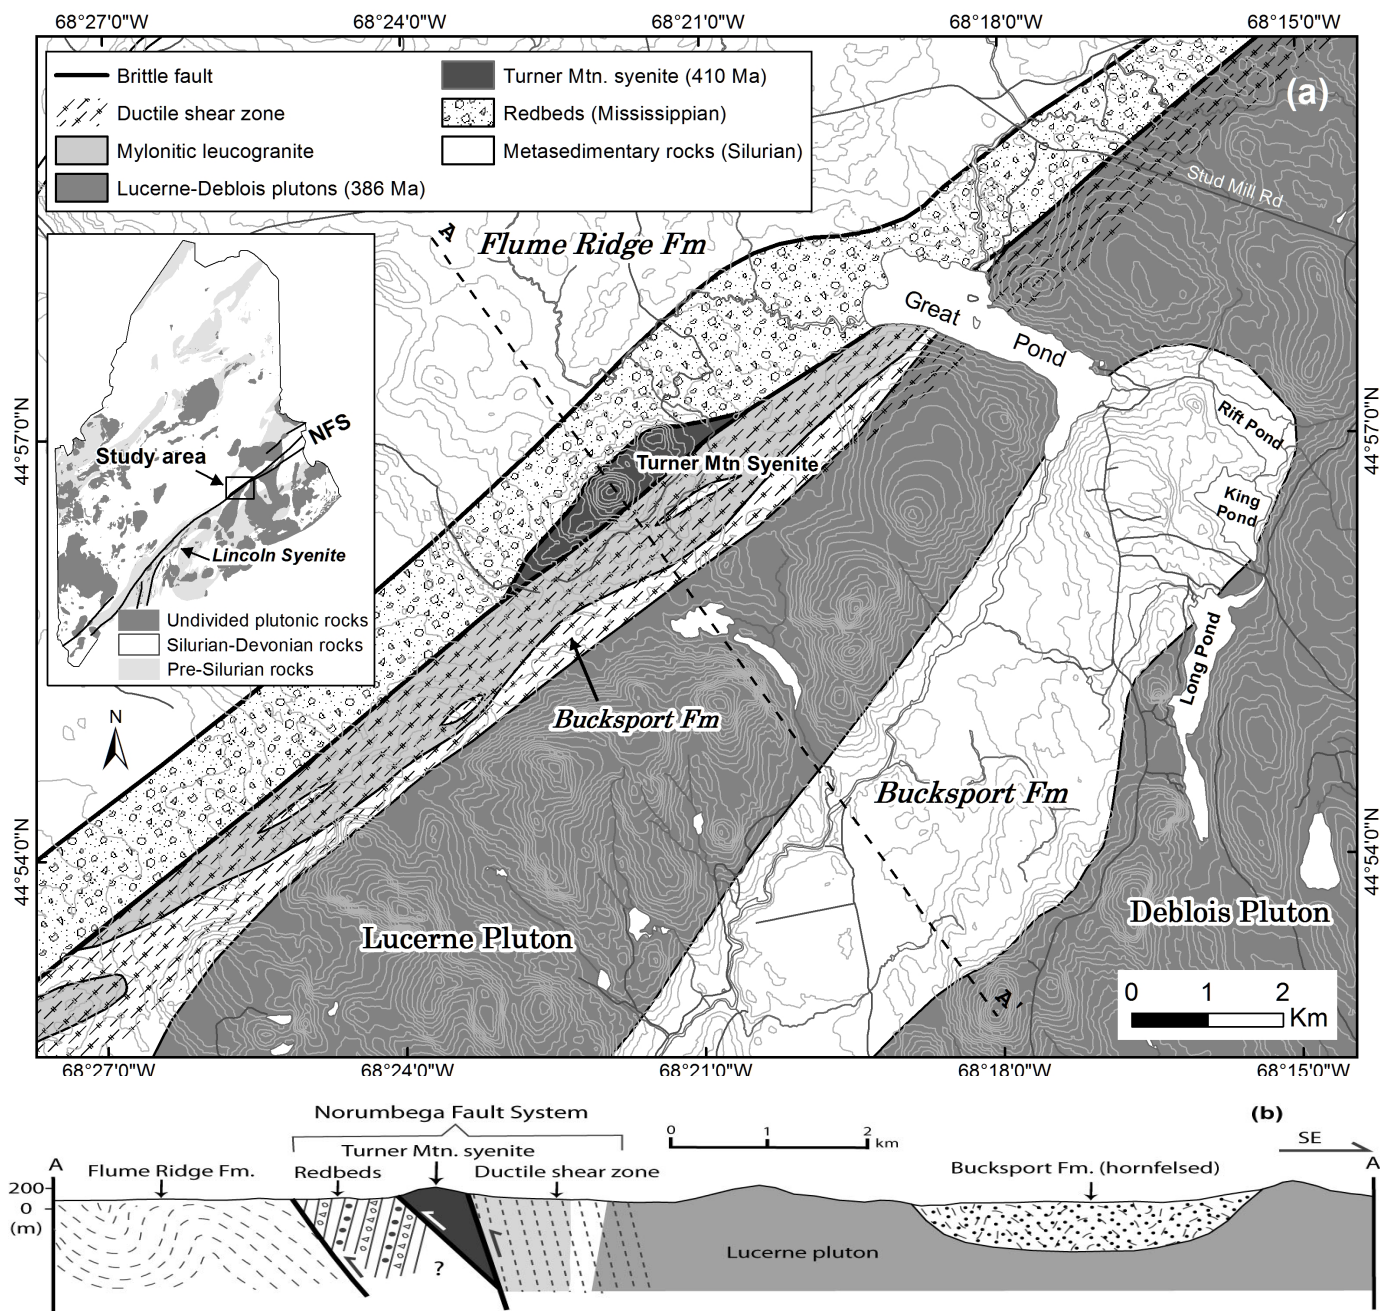 68°27'0"W 68°24'0"W 68°21'0"W 68°18'0"W 68°15'0"W
Brittle fault
Ductile shear zone
Mylonitic leucogranite
Lucerne-Deblois plutons (386 Ma)
Turner Mtn. syenite (410 Ma)
Redbeds (Mississippian)
Metasedimentary rocks (Silurian)
(a)
Stud Mill Rd
A
Flume Ridge Fm
Great
Pond
44°57'0"N
44°57'0"N
Rift Pond
King
Pond
Turner Mtn Syenite
NFS
Study area
Lincoln Syenite
Undivided plutonic rocks
Silurian-Devonian rocks
Pre-Silurian rocks
N
Long Pond
Bucksport Fm
Bucksport Fm
44°54'0"N
44°54'0"N
Lucerne Pluton
Deblois Pluton
A'
0 1 2
Km
68°27'0"W 68°24'0"W 68°21'0"W 68°18'0"W 68°15'0"W
Norumbega Fault System
(b)
0 1 2
km
SE
Turner Mtn. syenite
A
Flume Ridge Fm.
Redbeds
Ductile shear zone
Bucksport Fm. (hornfelsed)
A
200
0
(m)
Lucerne pluton
?